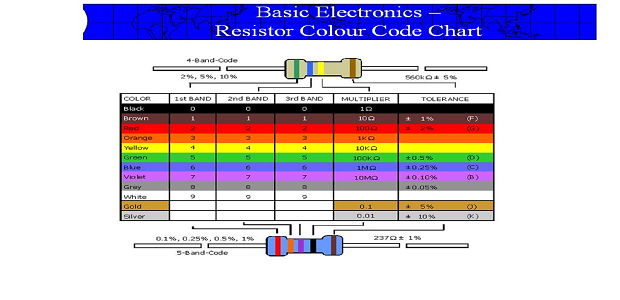 Basic Electronics –
Resistor Colour Code Chart
4-Band-Code
2%, 5%, 10%
560kΩ ± 5%
COLOR 1st BAND 2nd BAND 3rd BAND MULTIPLIER TOLERANCE
Black 0 0 0 1Ω
Brown 1 1 1 10Ω ± 1% (F)
Red 2 2 2 100Ω ± 2% (G)
Orange 3 3 3 1KΩ
Yellow 4 4 4 10KΩ
Green 5 5 5 100KΩ ±0.5% (D)
Blue 6 6 6 1MΩ ±0.25% (C)
Violet 7 7 7 10MΩ ±0.10% (B)
Grey 8 8 8 ±0.05%
White 9 9 9
Gold 0.1 ± 5% (J)
Silver 0.01 ± 10% (K)
0.1%, 0.25%, 0.5%, 1%
237Ω ± 1%
5-Band-Code